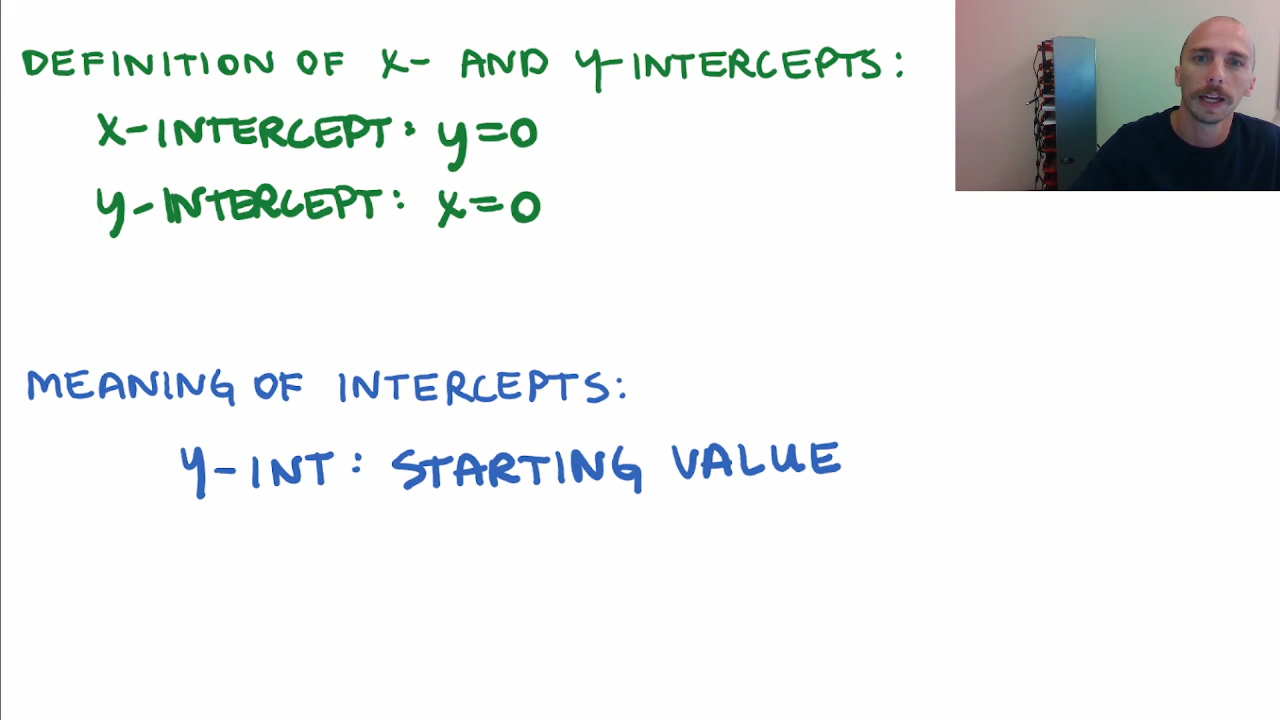 DEFINITION OF X- AND Y-INTERCEPTS:
X-INTERCEPT: y=0
y-INTERCEPT: x=0
MEANING OF INTERCEPTS:
Y-INT: STARTING VALUE